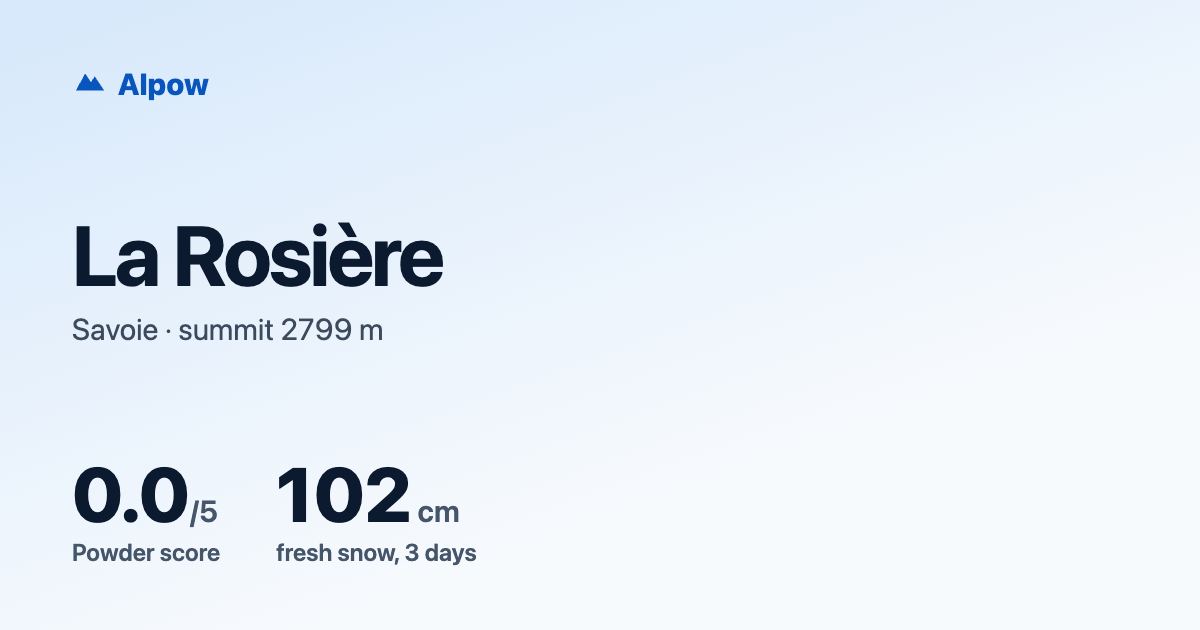 Alpow
La Rosière
Savoie · summit 2799 m
0.0/5 102 cm
Powder score fresh snow, 3 days